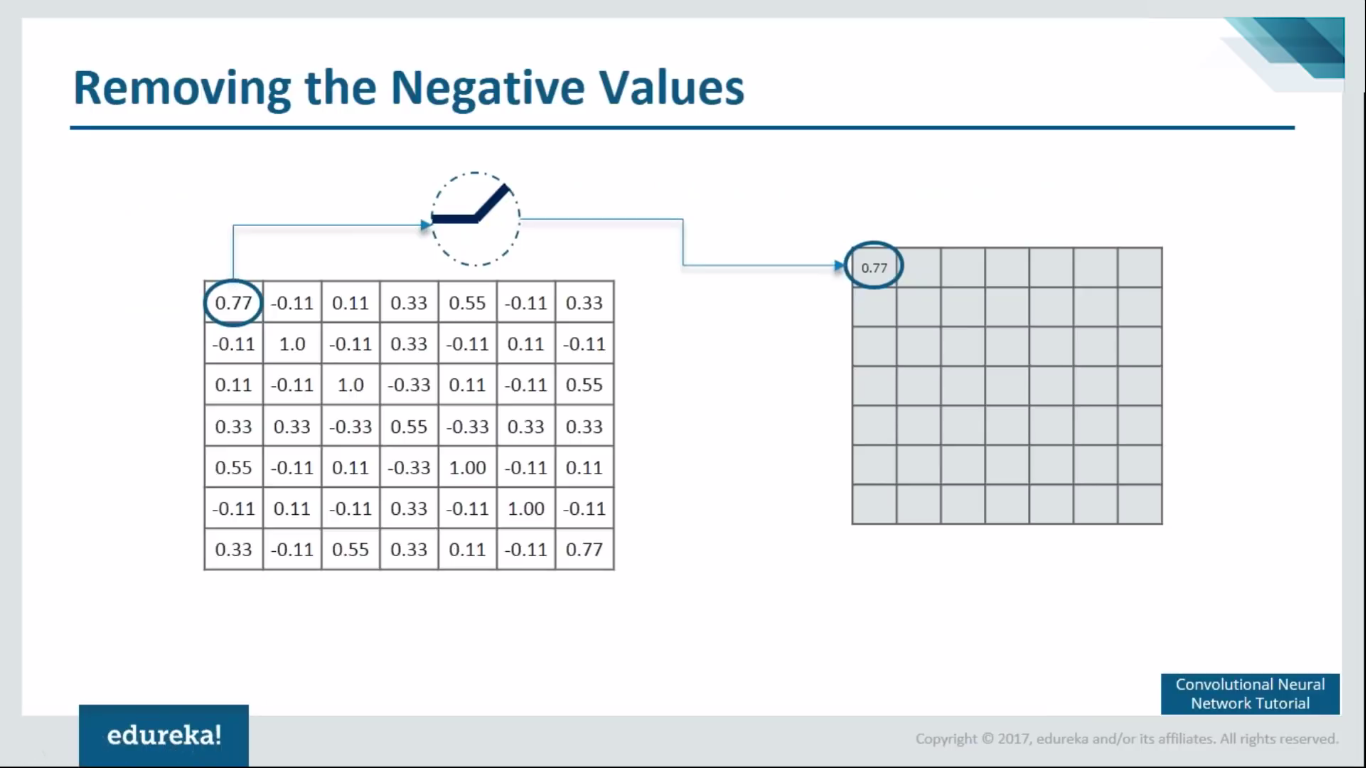 Removing the Negative Values
0.77
0.77 -0.11 0.11 0.33 0.55 -0.11 0.33
-0.11 1.0 -0.11 0.33 -0.11 0.11 -0.11
0.11 -0.11 1.0 -0.33 0.11 -0.11 0.55
0.33 0.33 -0.33 0.55 -0.33 0.33 0.33
0.55 -0.11 0.11 -0.33 1.00 -0.11 0.11
-0.11 0.11 -0.11 0.33 -0.11 1.00 -0.11
0.33 -0.11 0.55 0.33 0.11 -0.11 0.77
Convolutional Neural
Network Tutorial
edureka!
Copyright © 2017, edureka and/or its affiliates. All rights reserved.